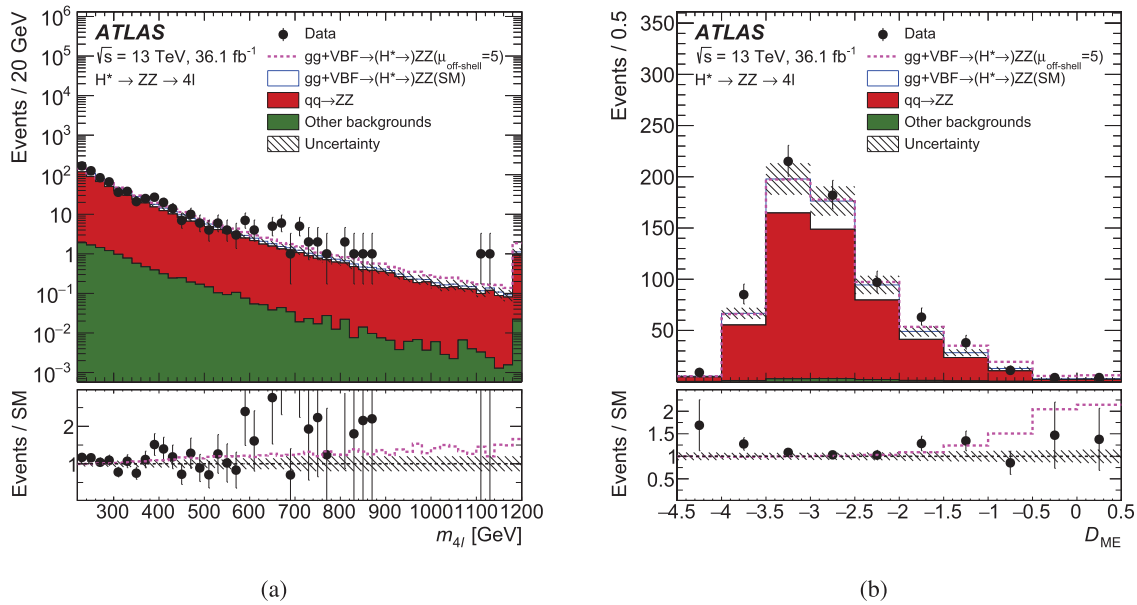 ATLAS
√s = 13 TeV, 36.1 fb⁻¹
H* → ZZ → 4l
Data
gg+VBF→(H*→)ZZ(μoff-shell=5)
gg+VBF→(H*→)ZZ(SM)
qq→ZZ
Other backgrounds
Uncertainty
Events / 20 GeV
10⁶
10⁵
10⁴
10³
10²
10
1
10⁻¹
10⁻²
10⁻³
Events / SM
2
1
300 400 500 600 700 800 900 1000 1100 1200
m4l [GeV]
(a)
ATLAS
√s = 13 TeV, 36.1 fb⁻¹
H* → ZZ → 4l
Data
gg+VBF→(H*→)ZZ(μoff-shell=5)
gg+VBF→(H*→)ZZ(SM)
qq→ZZ
Other backgrounds
Uncertainty
Events / 0.5
350
300
250
200
150
100
50
Events / SM
2
1.5
1
0.5
−4.5 −4 −3.5 −3 −2.5 −2 −1.5 −1 −0.5 0 0.5
DME
(b)